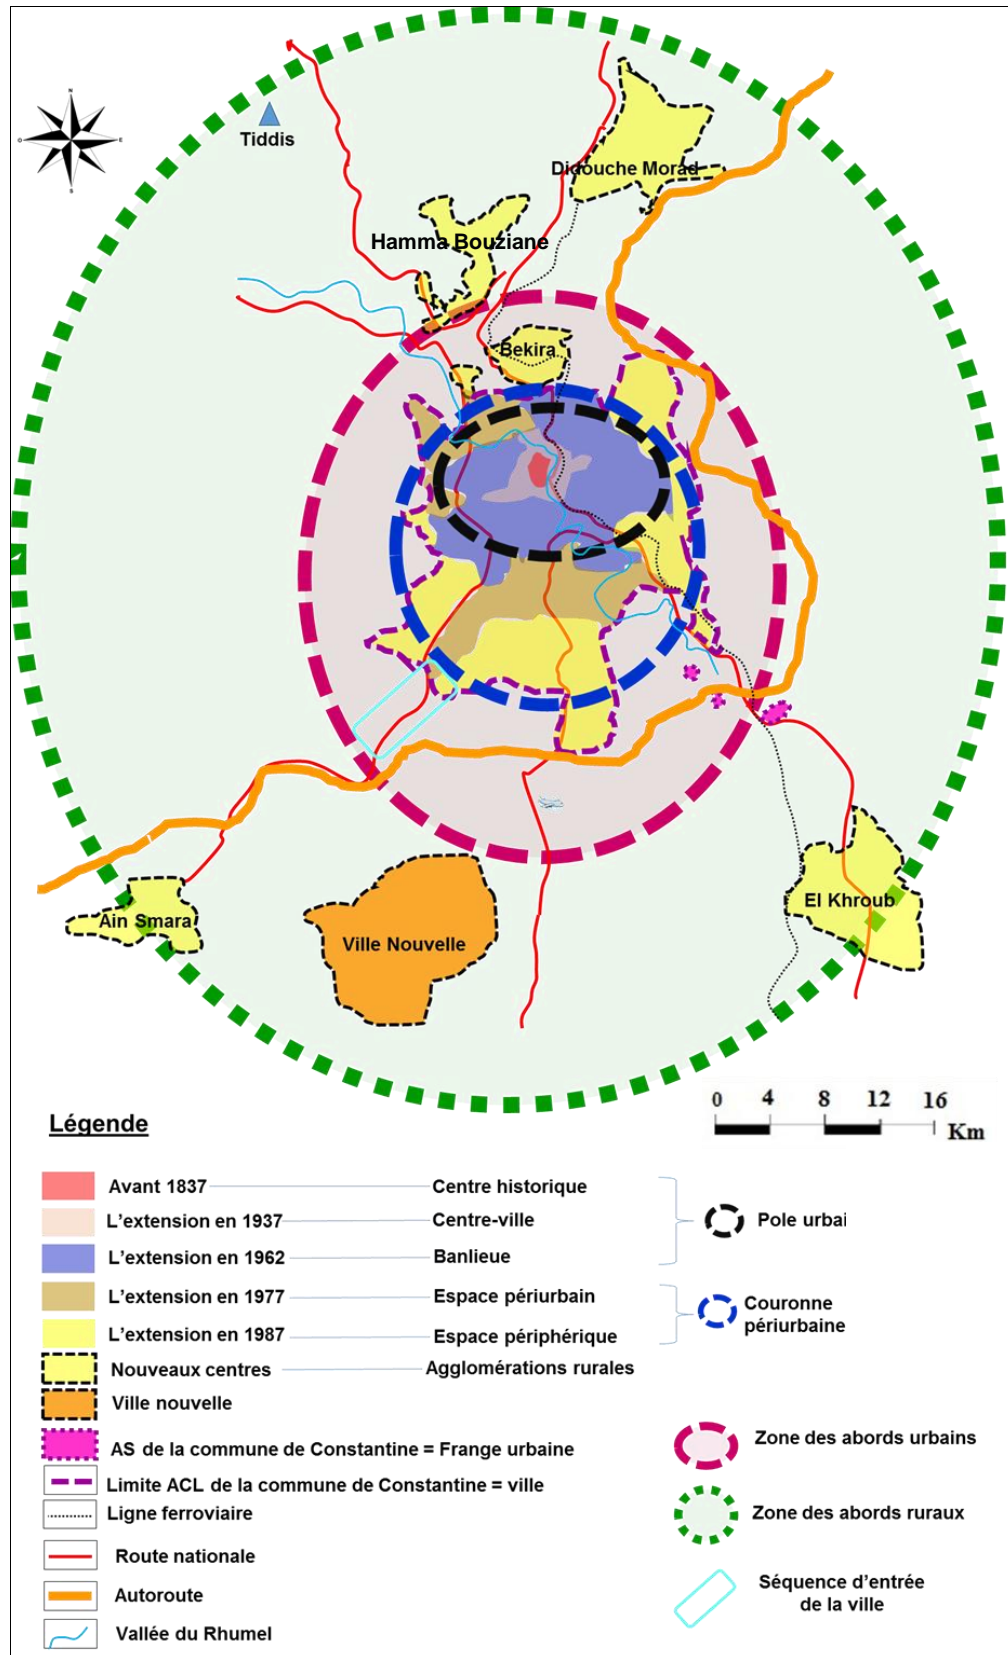 N
O
E
S
Tiddis
Didouche Morad
Hamma Bouziane
Bekira
El Khroub
Ain Smara
Ville Nouvelle
0 4 8 12 16
Km
Légende
Avant 1837 Centre historique
L'extension en 1937 Centre-ville
Pole urbai
L'extension en 1962 Banlieue
L'extension en 1977 Espace périurbain
Couronne
périurbaine
L'extension en 1987 Espace périphérique
Nouveaux centres Agglomérations rurales
Ville nouvelle
AS de la commune de Constantine = Frange urbaine
Zone des abords urbains
Limite ACL de la commune de Constantine = ville
Ligne ferroviaire
Zone des abords ruraux
Route nationale
Autoroute
Séquence d'entrée
de la ville
Vallée du Rhumel